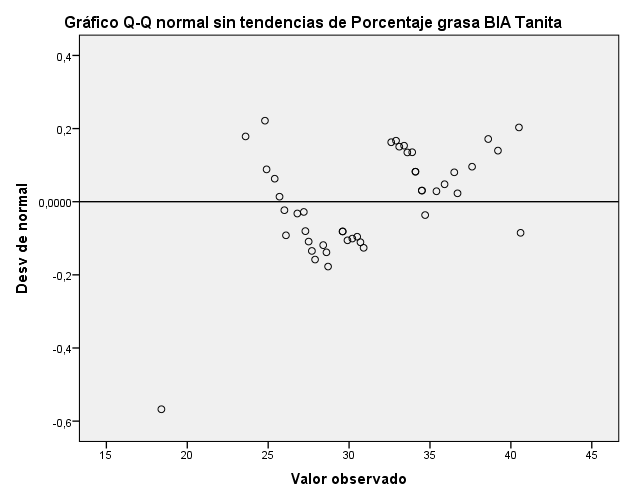 Gráfico Q-Q normal sin tendencias de Porcentaje grasa BIA Tanita
Desv de normal
0,4
0,2
0,0000
-0,2
-0,4
-0,6
15 20 25 30 35 40 45
Valor observado